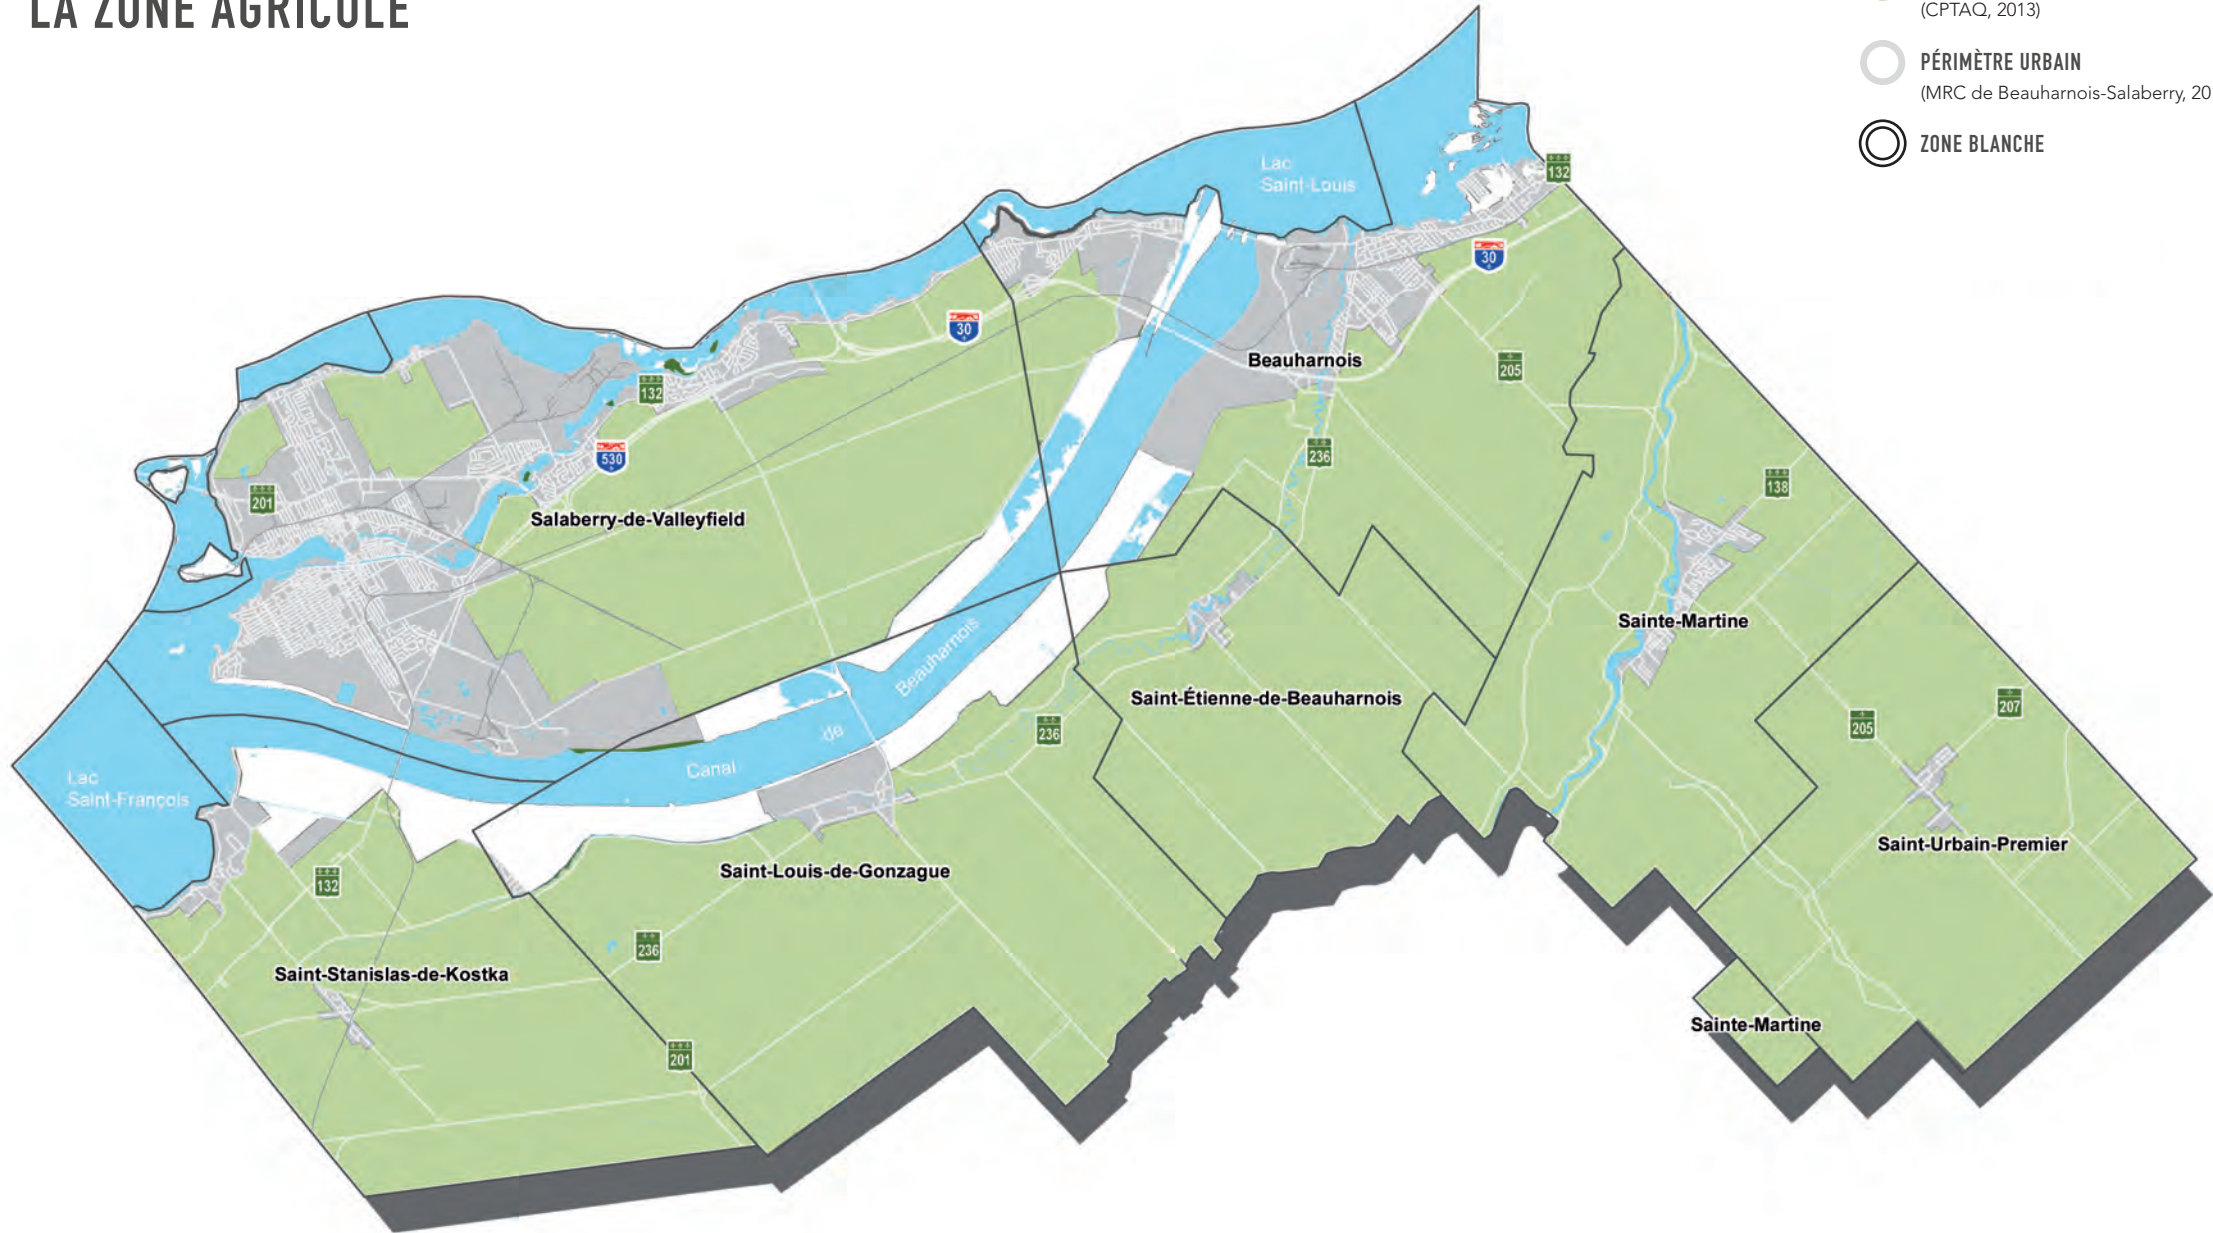 LA ZONE AGRICOLE
(CPTAQ, 2013)
PÉRIMÈTRE URBAIN
(MRC de Beauharnois-Salaberry, 20
ZONE BLANCHE
Lac
Saint-Louis
132
30
30
Beauharnois
205
132
236
530
138
201
Salaberry-de-Valleyfield
Sainte-Martine
Beauharnois
Saint-Étienne-de-Beauharnois
207
205
236
de
Canal
Lac
Saint-François
Saint-Urbain-Premier
Saint-Louis-de-Gonzague
132
236
Saint-Stanislas-de-Kostka
Sainte-Martine
201